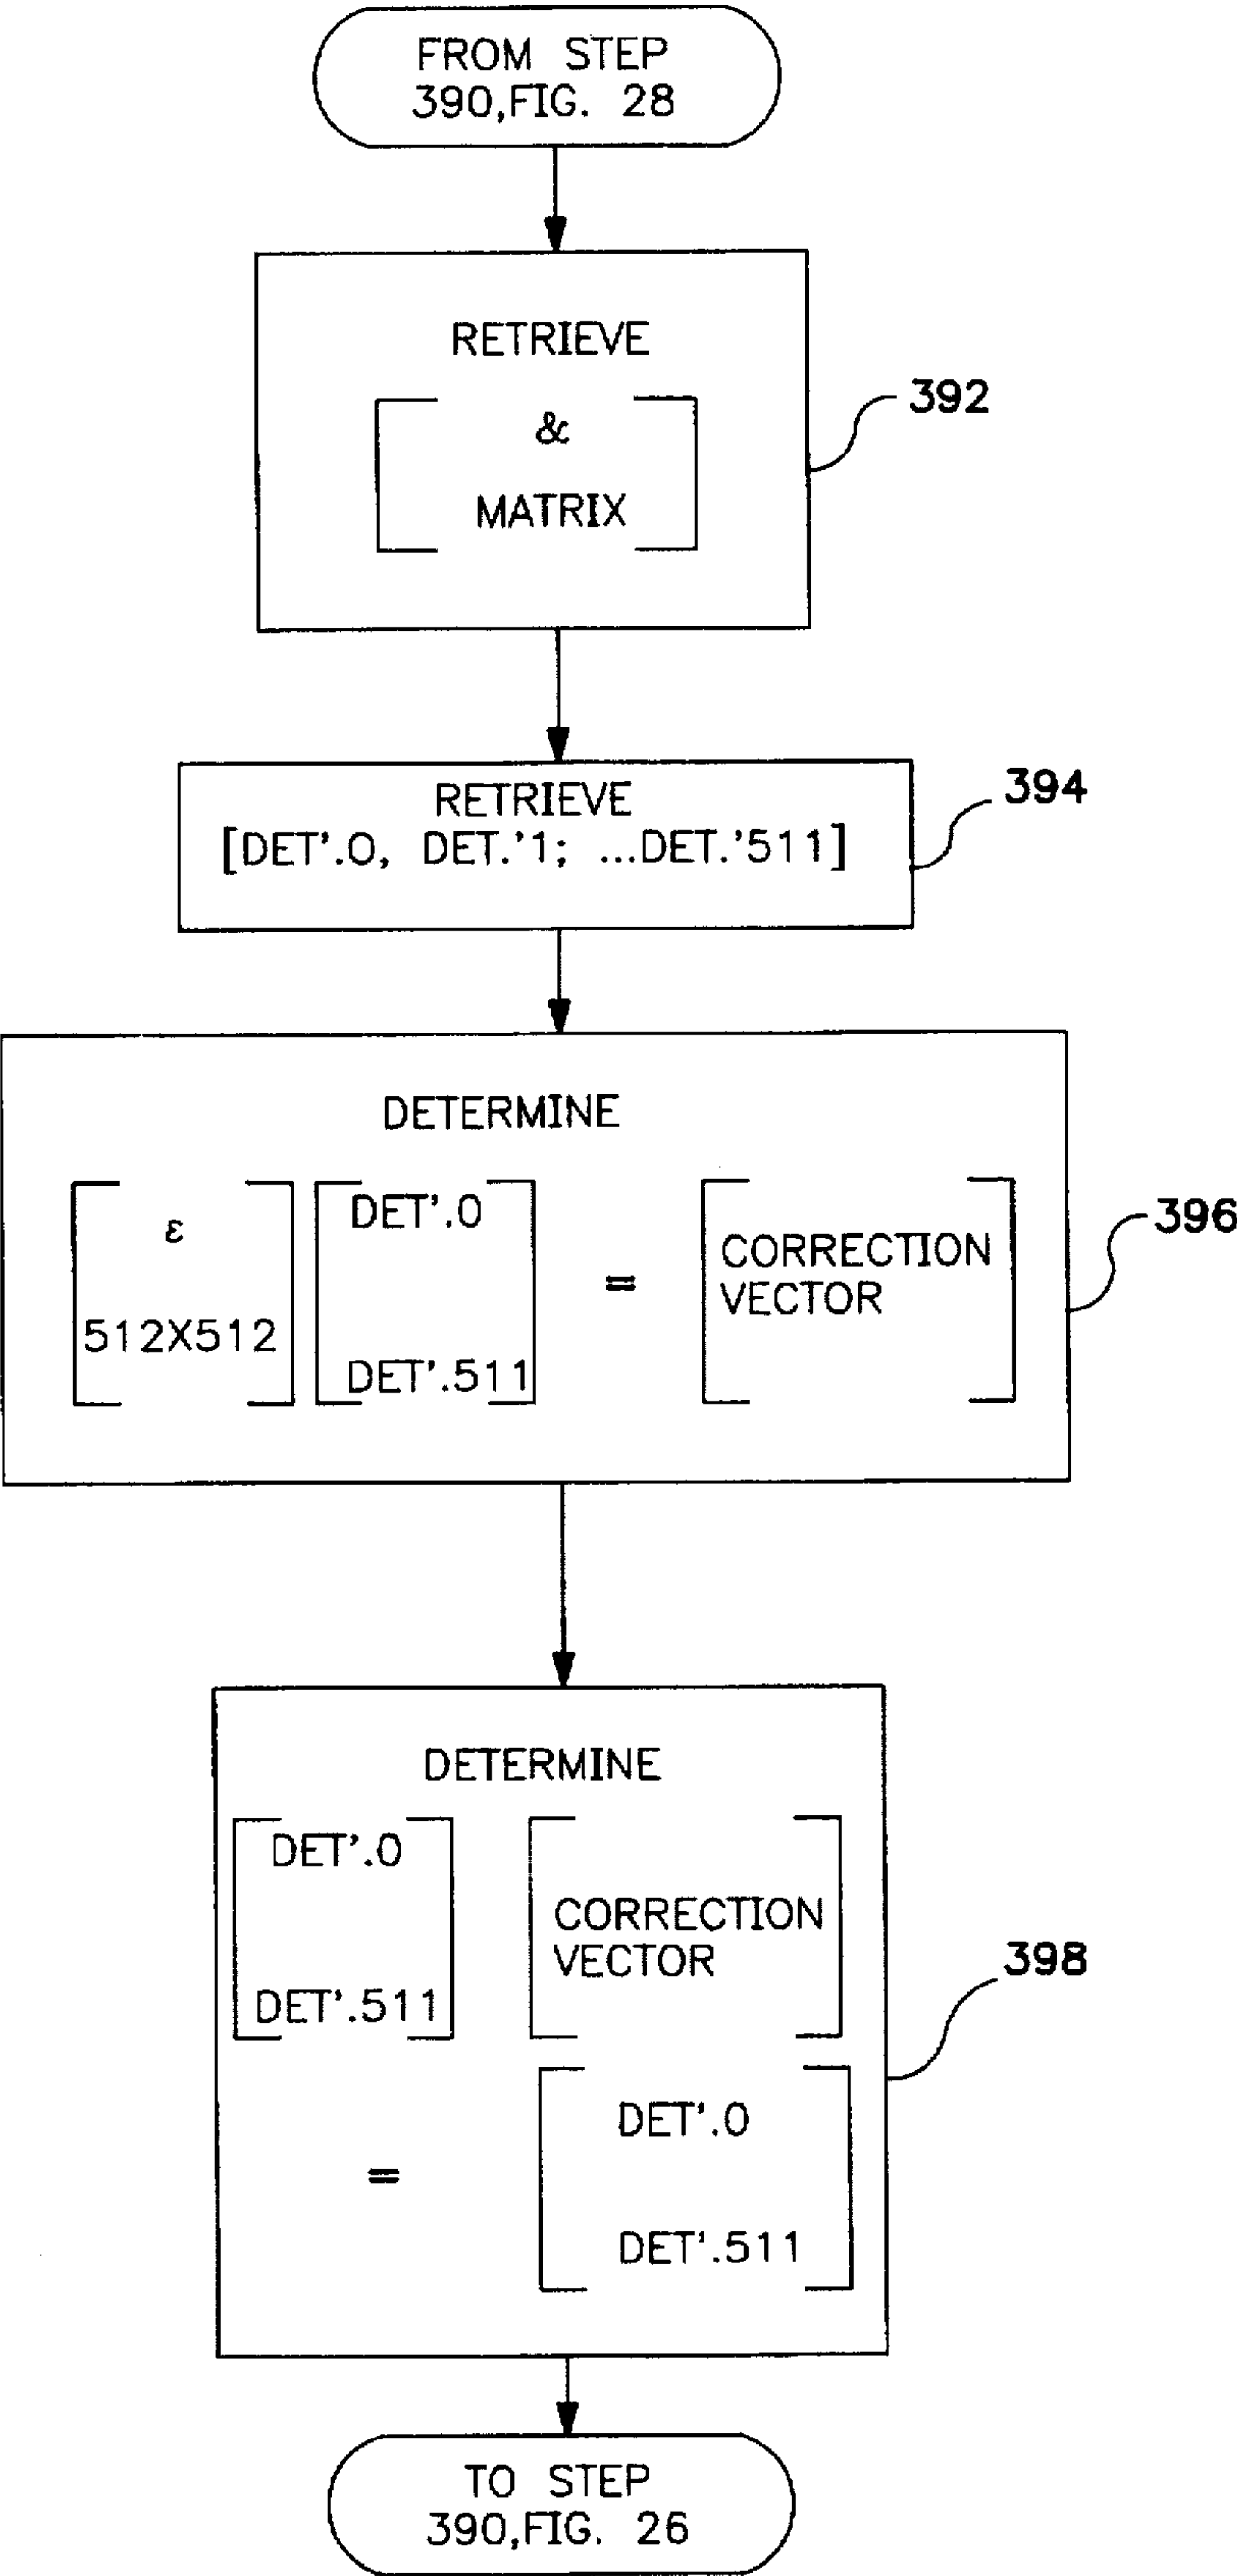 FROM STEP
390,FIG. 28
RETRIEVE
&
MATRIX
392
RETRIEVE
[DET'.0, DET.'1; ...DET.'511]
394
DETERMINE
ε
512X512
DET'.0
DET'.511
=
CORRECTION
VECTOR
396
DETERMINE
DET'.0
DET'.511
CORRECTION
VECTOR
=
DET'.0
DET'.511
398
TO STEP
390,FIG. 26